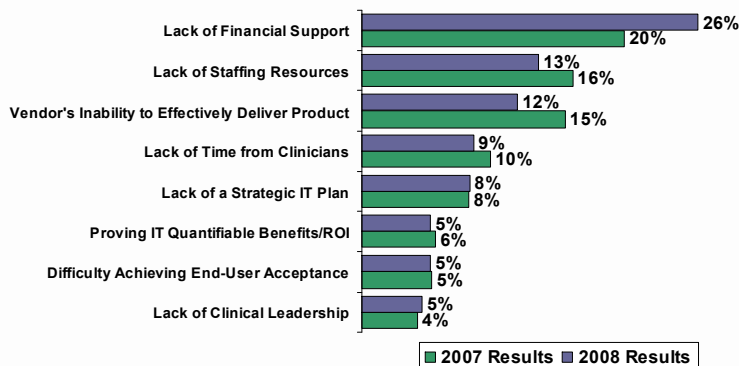 Lack of Financial Support
26%
20%
Lack of Staffing Resources
13%
16%
Vendor's Inability to Effectively Deliver Product
12%
15%
Lack of Time from Clinicians
9%
10%
Lack of a Strategic IT Plan
8%
8%
Proving IT Quantifiable Benefits/ROI
5%
6%
Difficulty Achieving End-User Acceptance
5%
5%
Lack of Clinical Leadership
5%
4%
2007 Results 2008 Results